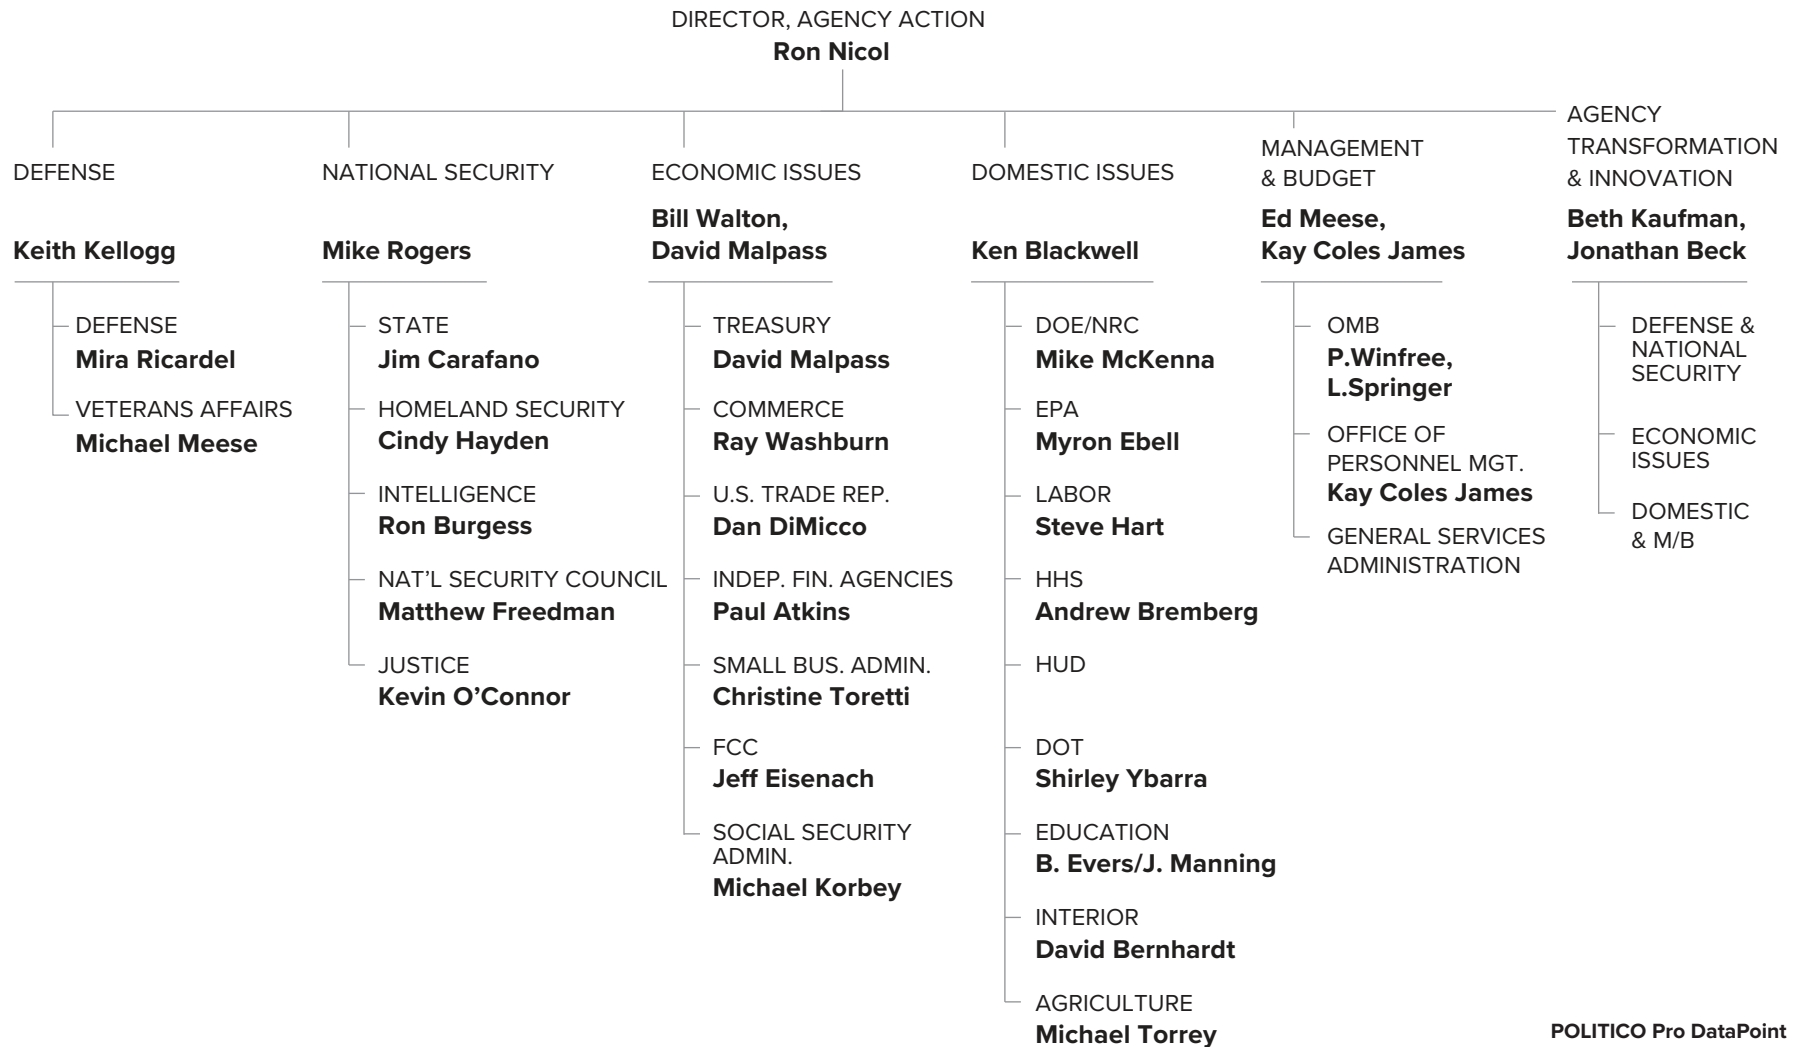 DIRECTOR, AGENCY ACTION
Ron Nicol
DEFENSE
Keith Kellogg
DEFENSE
Mira Ricardel
VETERANS AFFAIRS
Michael Meese
NATIONAL SECURITY
Mike Rogers
STATE
Jim Carafano
HOMELAND SECURITY
Cindy Hayden
INTELLIGENCE
Ron Burgess
NAT’L SECURITY COUNCIL
Matthew Freedman
JUSTICE
Kevin O’Connor
ECONOMIC ISSUES
Bill Walton,
David Malpass
TREASURY
David Malpass
COMMERCE
Ray Washburn
U.S. TRADE REP.
Dan DiMicco
INDEP. FIN. AGENCIES
Paul Atkins
SMALL BUS. ADMIN.
Christine Toretti
FCC
Jeff Eisenach
SOCIAL SECURITY
ADMIN.
Michael Korbey
DOMESTIC ISSUES
Ken Blackwell
DOE/NRC
Mike McKenna
EPA
Myron Ebell
LABOR
Steve Hart
HHS
Andrew Bremberg
HUD
DOT
Shirley Ybarra
EDUCATION
B. Evers/J. Manning
INTERIOR
David Bernhardt
AGRICULTURE
Michael Torrey
MANAGEMENT
& BUDGET
Ed Meese,
Kay Coles James
OMB
P.Winfree,
L.Springer
OFFICE OF
PERSONNEL MGT.
Kay Coles James
GENERAL SERVICES
ADMINISTRATION
AGENCY
TRANSFORMATION
& INNOVATION
Beth Kaufman,
Jonathan Beck
DEFENSE &
NATIONAL
SECURITY
ECONOMIC
ISSUES
DOMESTIC
& M/B
POLITICO Pro DataPoint